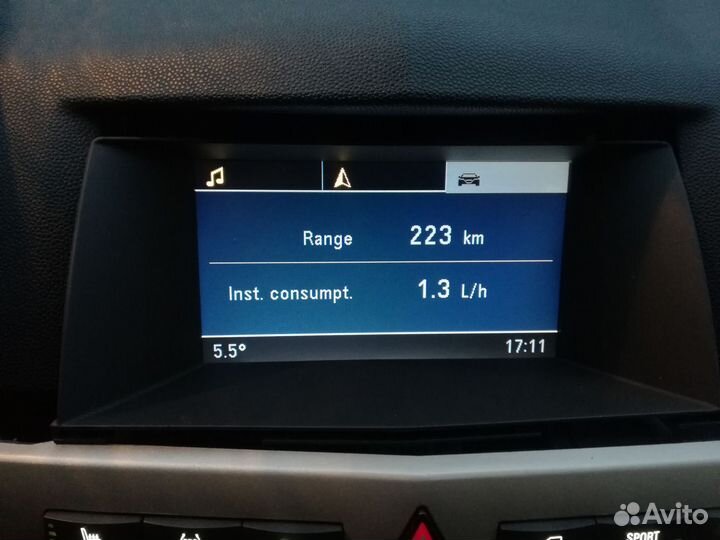 Range 223 km
Inst. consumpt. 1.3 L/h
5.5° 17:11
SPORT
Avito